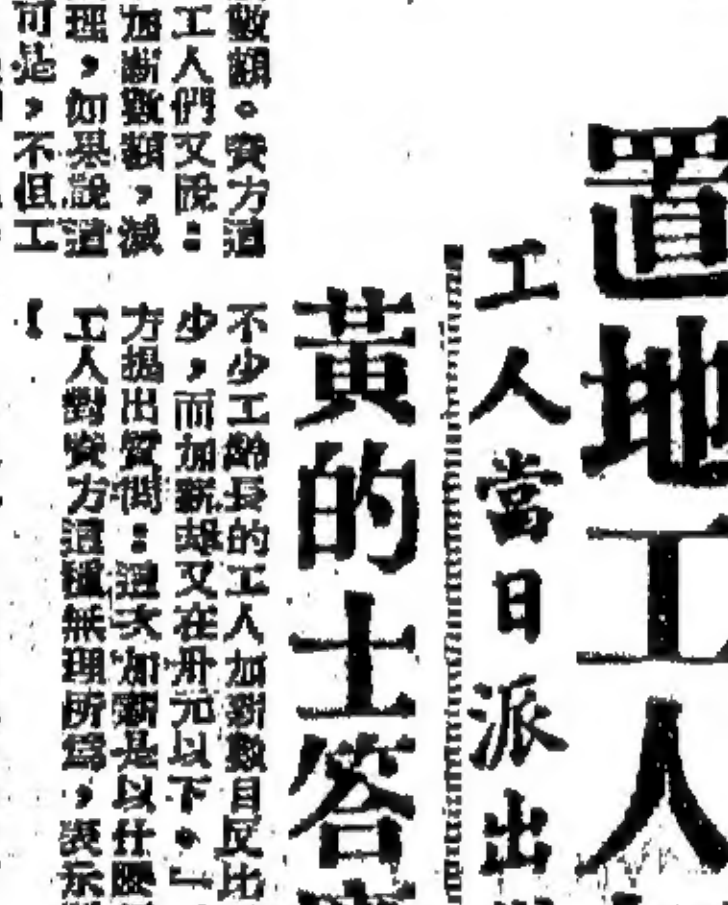 置地工人
工人當日派出
黃的士答
數額。資方這
工人們又說：
加薪數額，減
理，如果說這
可是，不但工
不少工齡長的工人加薪數目反比
少，而加薪却又在卅元以下。」
方提出質問：這次加薪是以什麼
工人對資方這種無理所為，表示
！